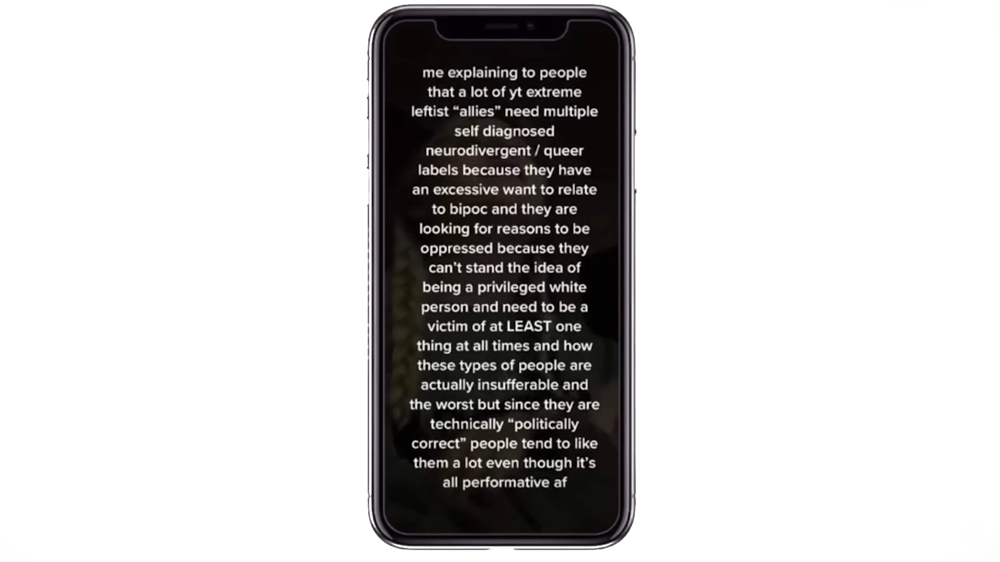 me explaining to people
that a lot of yt extreme
leftist “allies” need multiple
self diagnosed
neurodivergent / queer
labels because they have
an excessive want to relate
to bipoc and they are
looking for reasons to be
oppressed because they
can’t stand the idea of
being a privileged white
person and need to be a
victim of at LEAST one
thing at all times and how
these types of people are
actually insufferable and
the worst but since they are
technically “politically
correct” people tend to like
them a lot even though it’s
all performative af